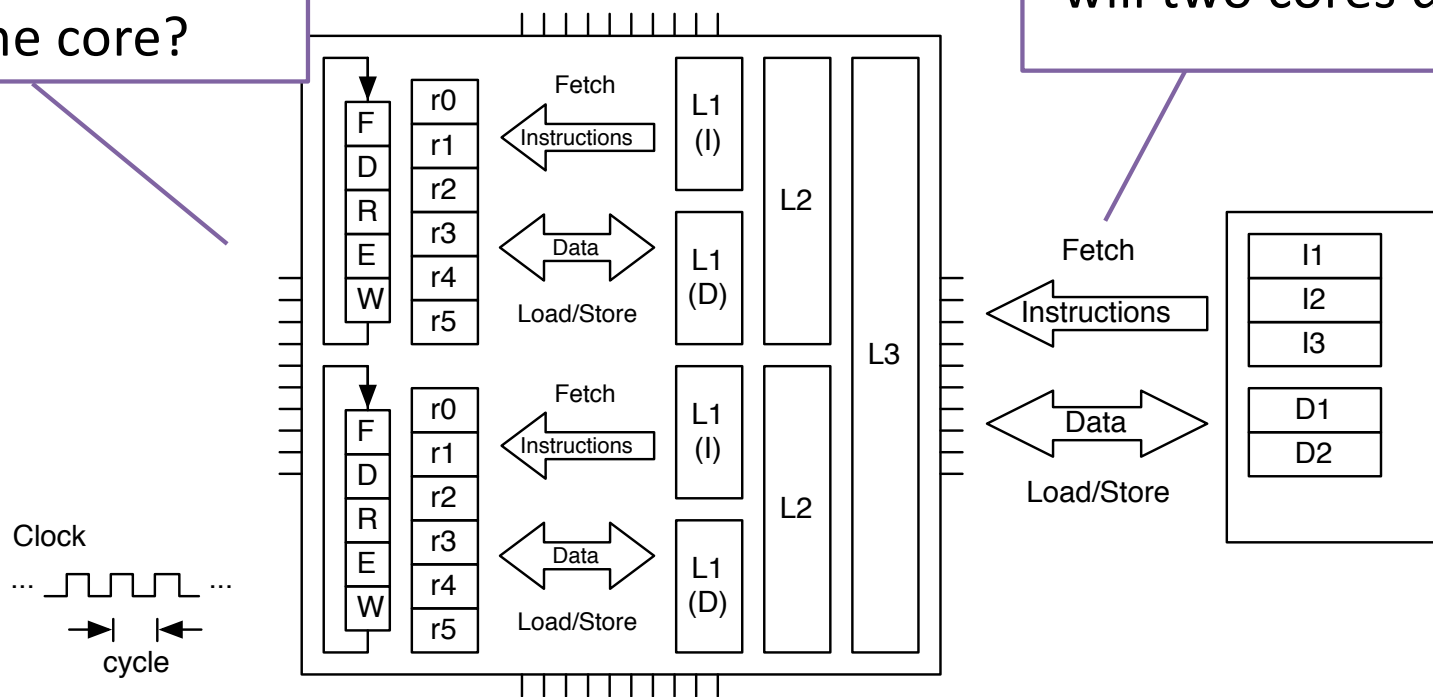 he core?
will two cores
Fetch
Instructions
Data
Load/Store
F
D
R
E
W
r0
r1
r2
r3
r4
r5
L1
(I)
L1
(D)
L2
Fetch
Instructions
Data
Load/Store
F
D
R
E
W
r0
r1
r2
r3
r4
r5
L1
(I)
L1
(D)
L2
L3
Fetch
Instructions
Data
Load/Store
I1
I2
I3
D1
D2
Clock
... ...
cycle